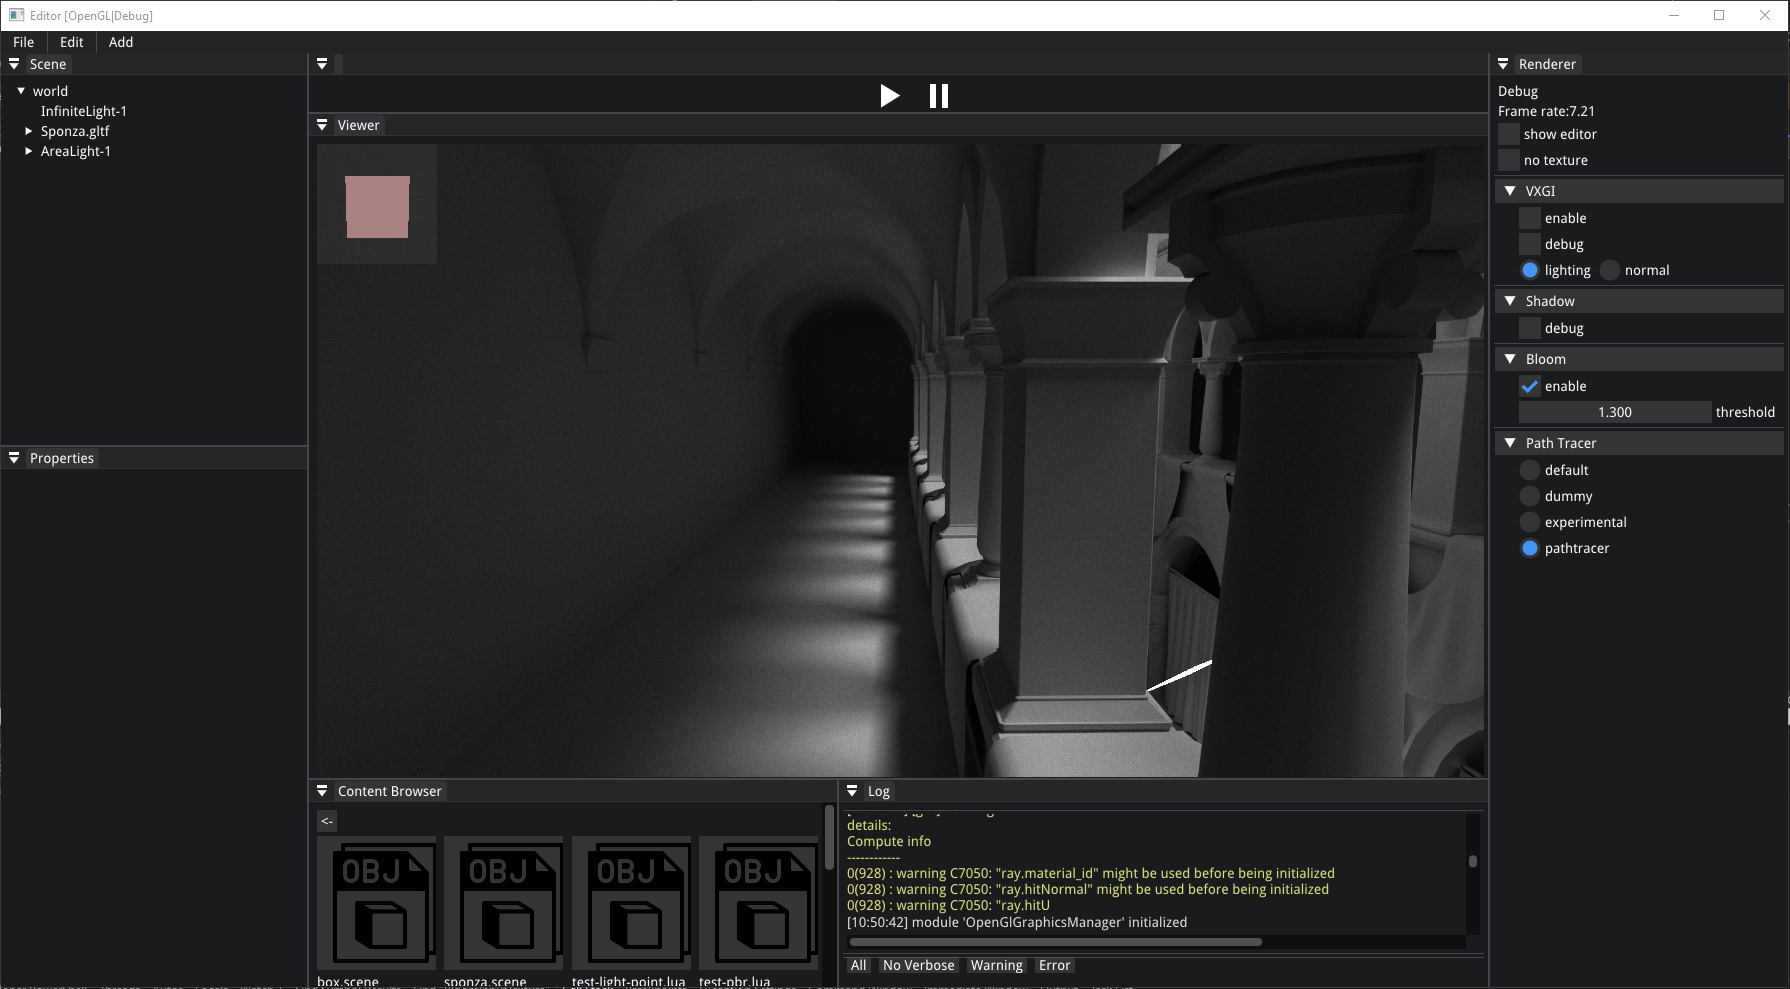 Editor [OpenGL|Debug]
File Edit Add
Scene
world
InfiniteLight-1
Sponza.gltf
AreaLight-1
Properties
Viewer
Content Browser
<-
OBJ OBJ OBJ OBJ
box.scene sponza.scene test-light-point.lua test-pbr.lua
Log
details:
Compute info
------------
0(928) : warning C7050: "ray.material_id" might be used before being initialized
0(928) : warning C7050: "ray.hitNormal" might be used before being initialized
0(928) : warning C7050: "ray.hitU
[10:50:42] module 'OpenGlGraphicsManager' initialized
All No Verbose Warning Error
Renderer
Debug
Frame rate:7.21
show editor
no texture
VXGI
enable
debug
lighting normal
Shadow
debug
Bloom
enable
1.300 threshold
Path Tracer
default
dummy
experimental
pathtracer